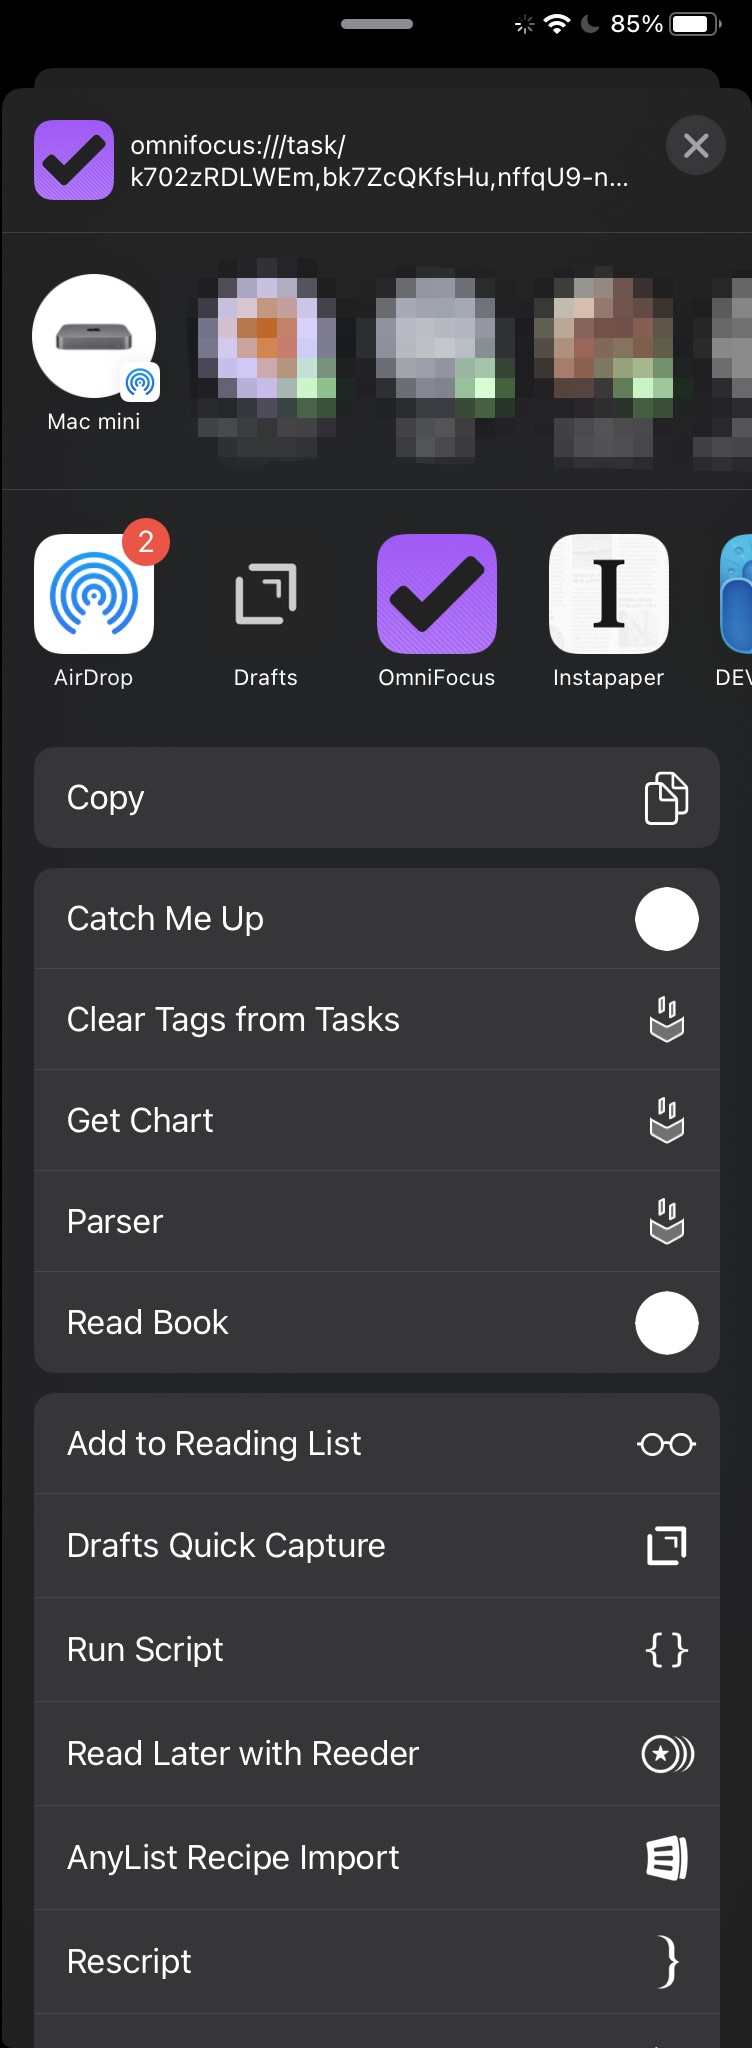 85%
omnifocus:///task/
k702zRDLWEm,bk7ZcQKfsHu,nffqU9-n...
Mac mini
2
AirDrop
Drafts
OmniFocus
I
Instapaper
DEV
Copy
Catch Me Up
Clear Tags from Tasks
Get Chart
Parser
Read Book
Add to Reading List
Drafts Quick Capture
Run Script
{ }
Read Later with Reeder
AnyList Recipe Import
Rescript
}